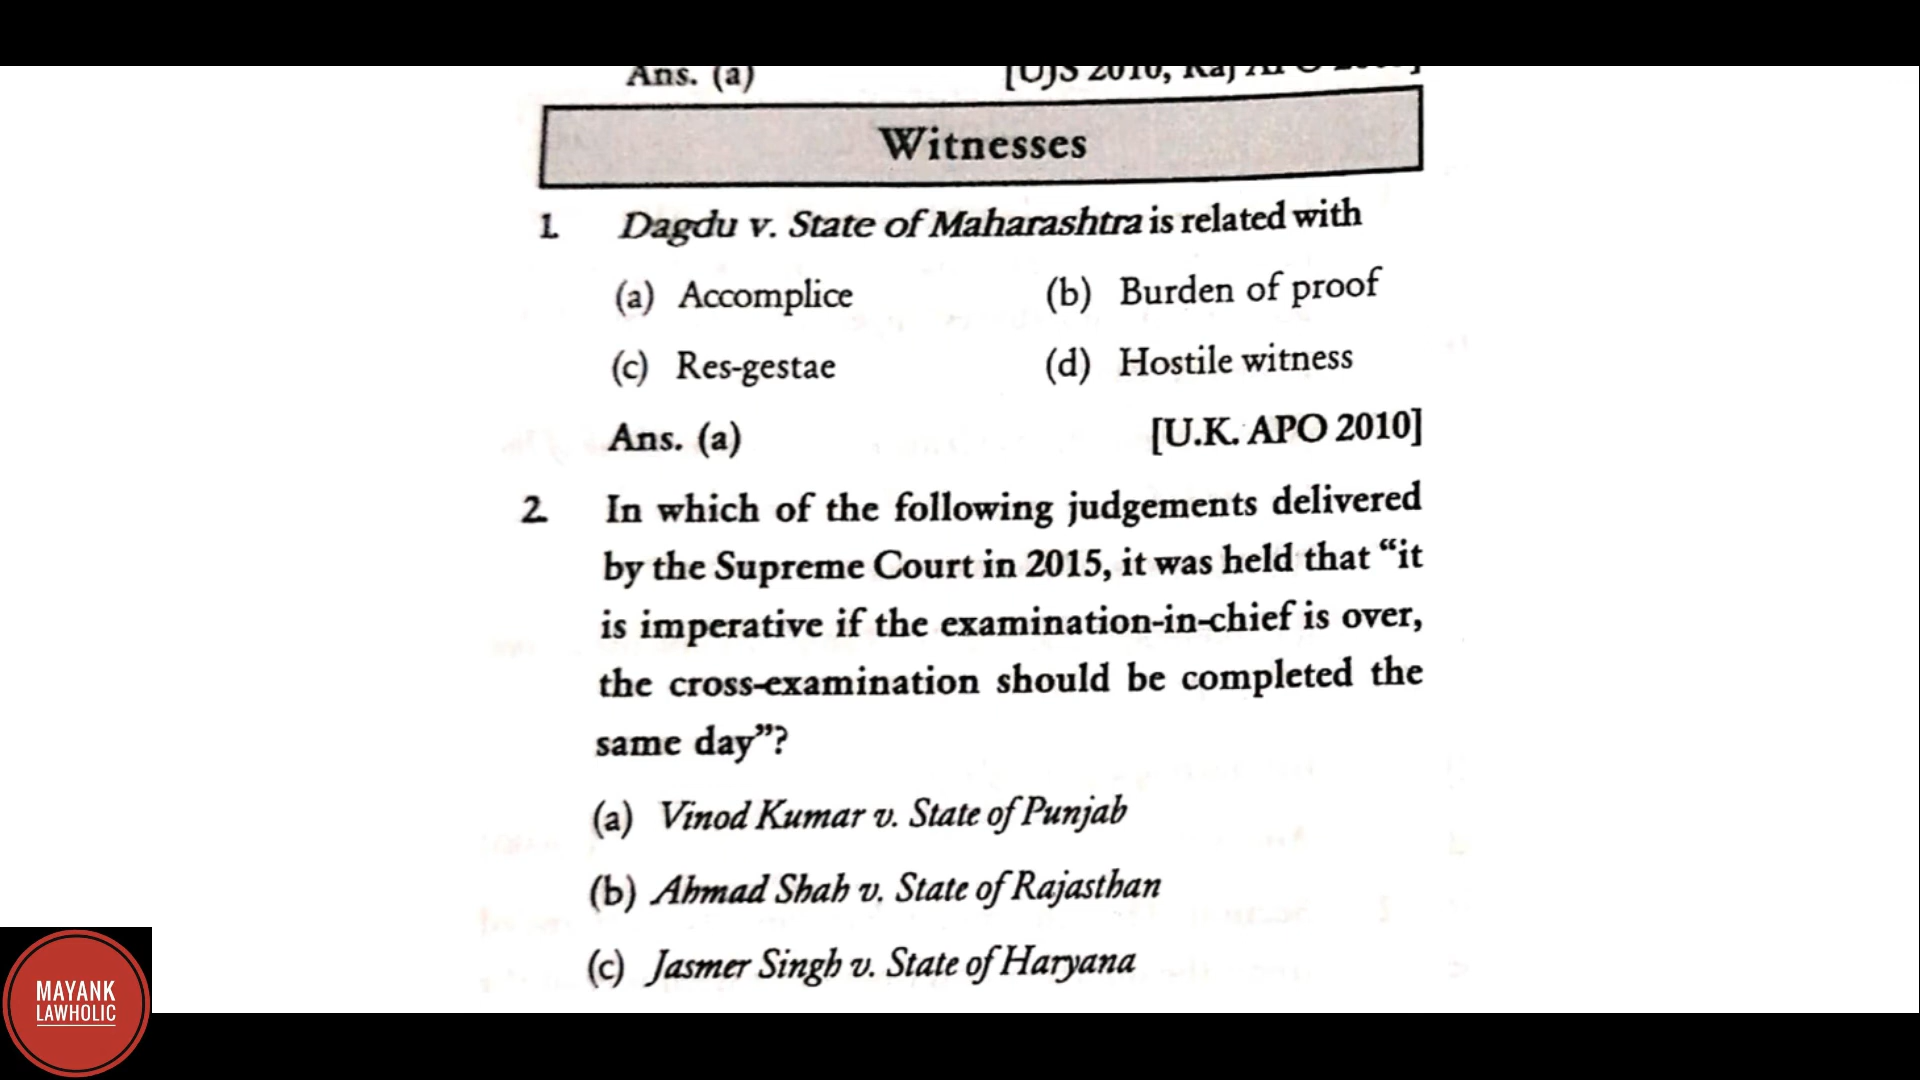 Ans. (a) [UJS 2010, Raj
Witnesses
1. Dagdu v. State of Maharashtra is related with
(a) Accomplice (b) Burden of proof
(c) Res-gestae (d) Hostile witness
Ans. (a) [U.K. APO 2010]
2. In which of the following judgements delivered
by the Supreme Court in 2015, it was held that “it
is imperative if the examination-in-chief is over,
the cross-examination should be completed the
same day”?
(a) Vinod Kumar v. State of Punjab
(b) Ahmad Shah v. State of Rajasthan
(c) Jasmer Singh v. State of Haryana
MAYANK
LAWHOLIC